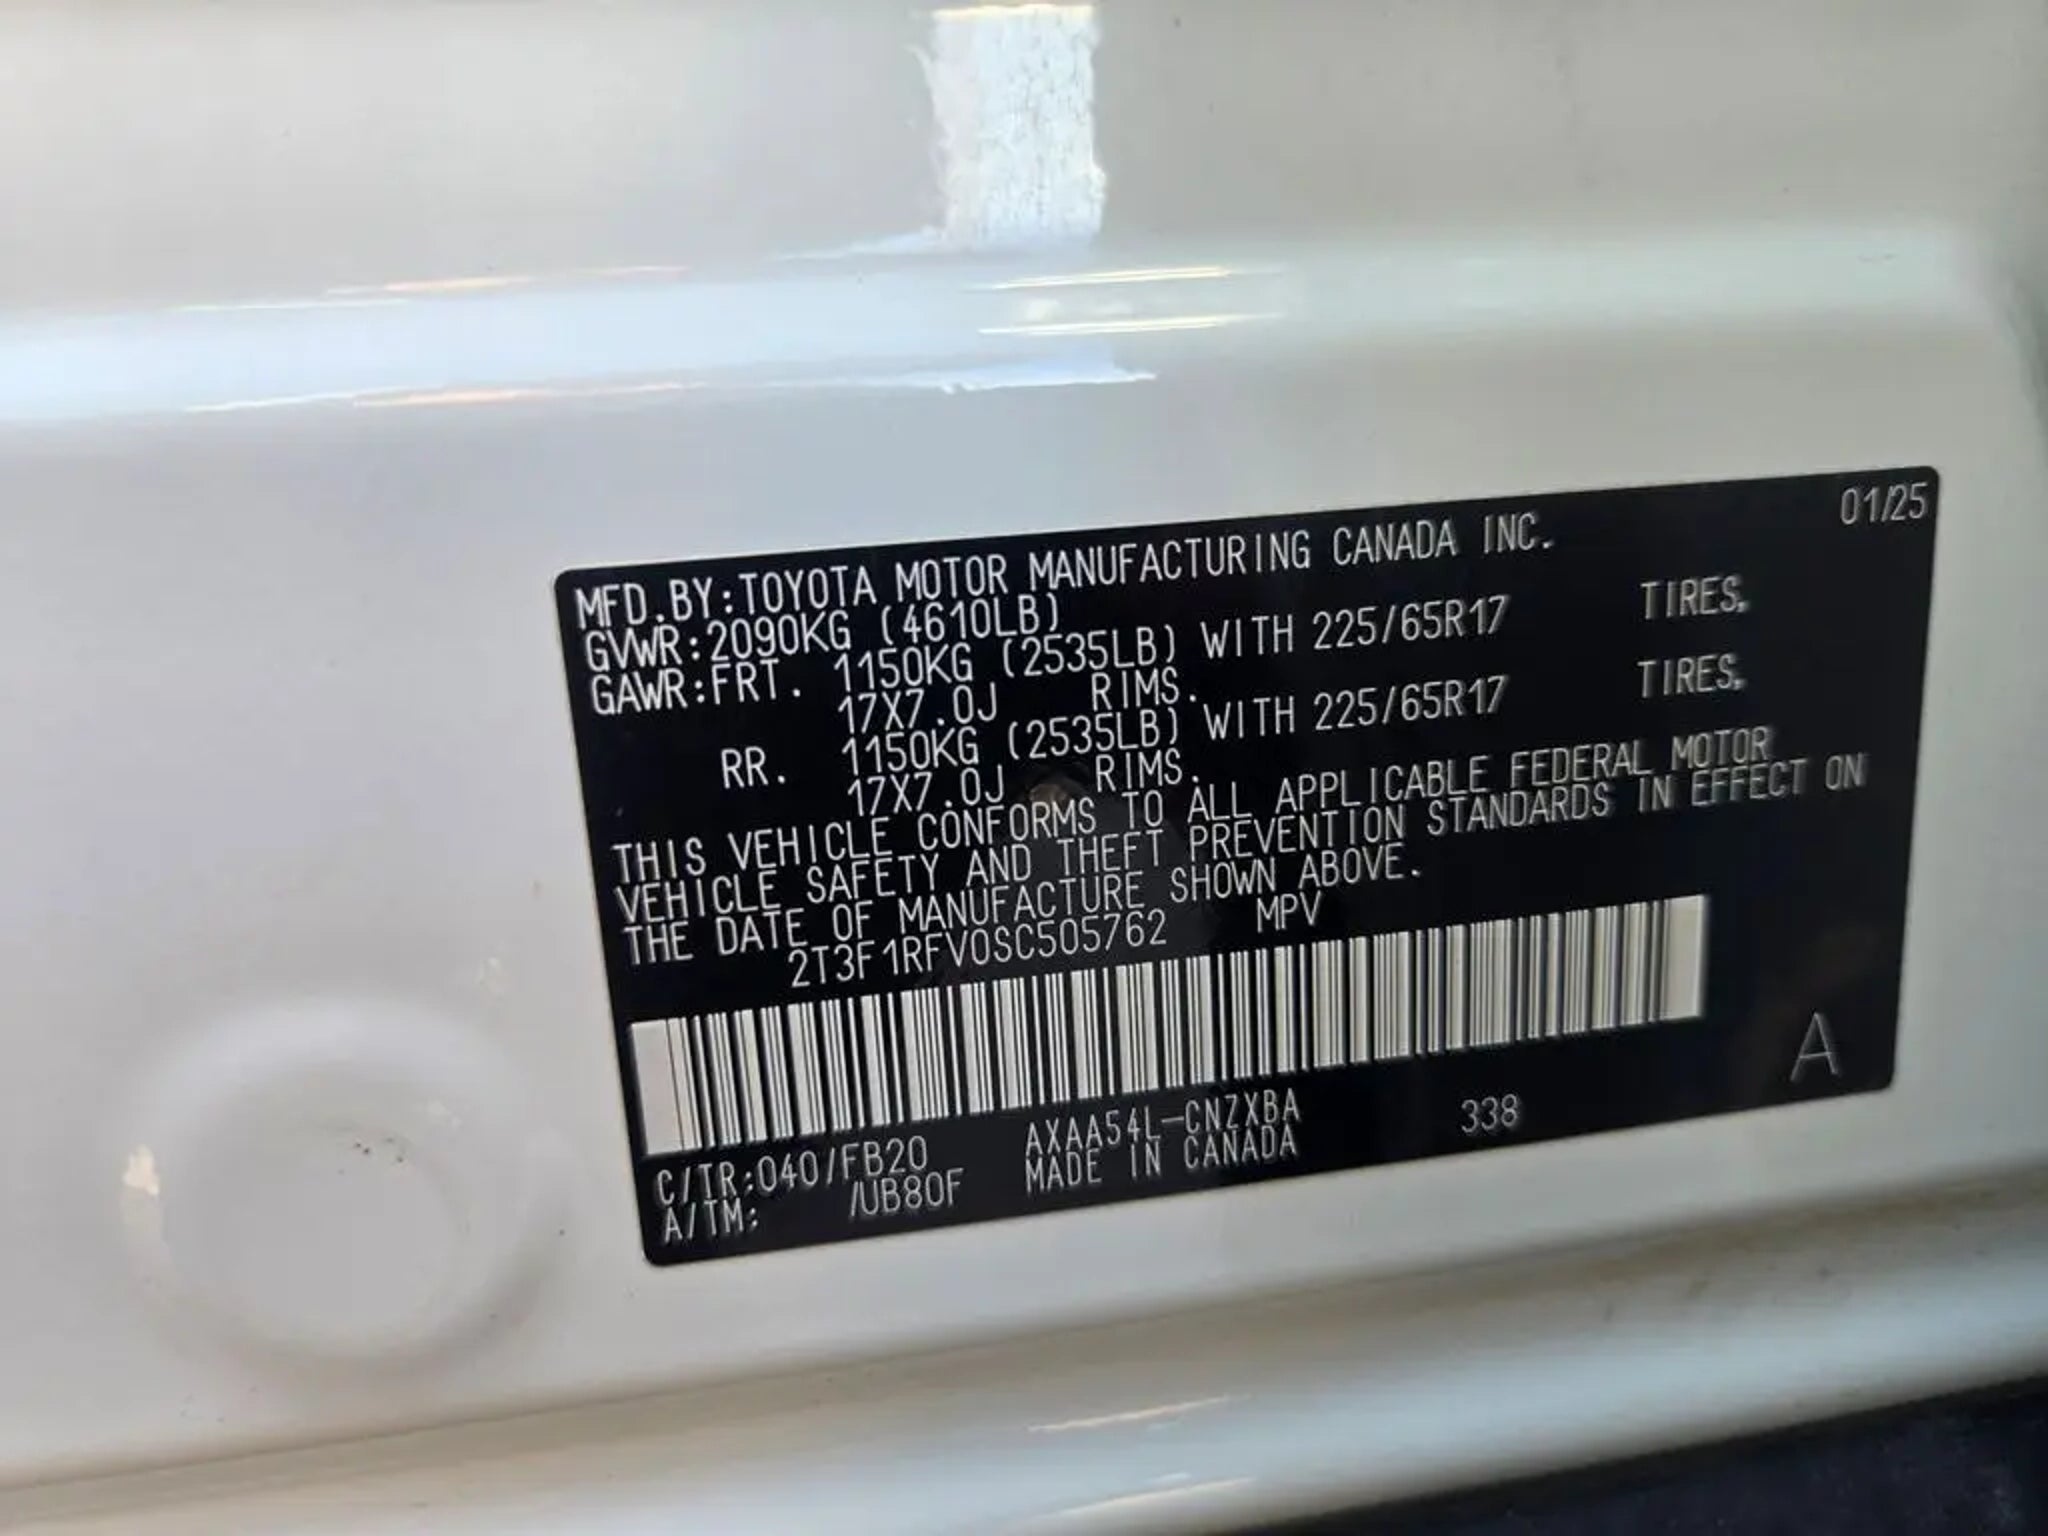 01/25
MFD.BY:TOYOTA MOTOR MANUFACTURING CANADA INC.
GVWR:2090KG (4610LB)
GAWR:FRT. 1150KG (2535LB) WITH 225/65R17 TIRES,
17X7.0J RIMS.
RR. 1150KG (2535LB) WITH 225/65R17 TIRES,
17X7.0J RIMS.
THIS VEHICLE CONFORMS TO ALL APPLICABLE FEDERAL MOTOR
VEHICLE SAFETY AND THEFT PREVENTION STANDARDS IN EFFECT ON
THE DATE OF MANUFACTURE SHOWN ABOVE.
2T3F1RFV0SC505762 MPV
A
C/TR:040/FB20 AXAA54L-CNZXBA 338
A/TM: /UB80F MADE IN CANADA